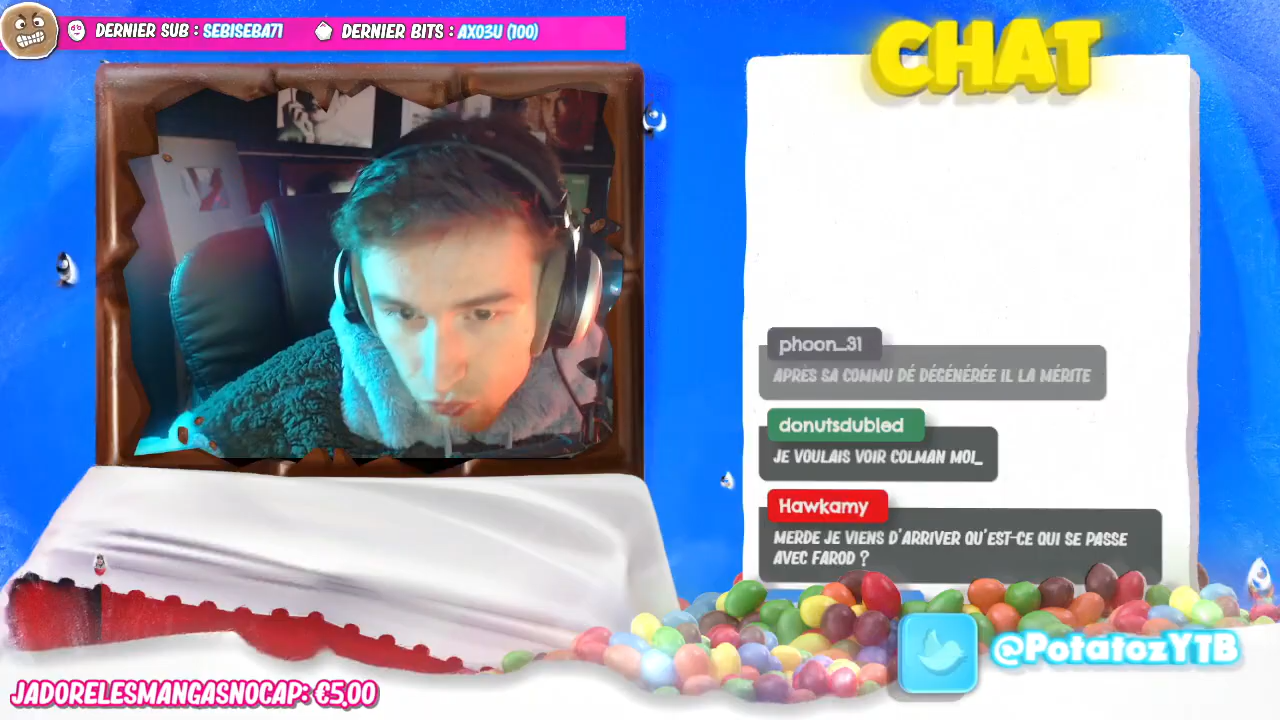 DERNIER SUB : SEBISEBA71
DERNIER BITS : AXO3U (100)
CHAT
phoon_31
APRÈS SA COMMU DÉ DÉGÉNÉRÉE IL LA MÉRITE
donutsdubled
JE VOULAIS VOIR COLMAN MOI_
Hawkamy
MERDE JE VIENS D'ARRIVER QU'EST-CE QUI SE PASSE
AVEC FAROD ?
@PotatozYTB
JADORELESMANGASNOCAP: €5,00